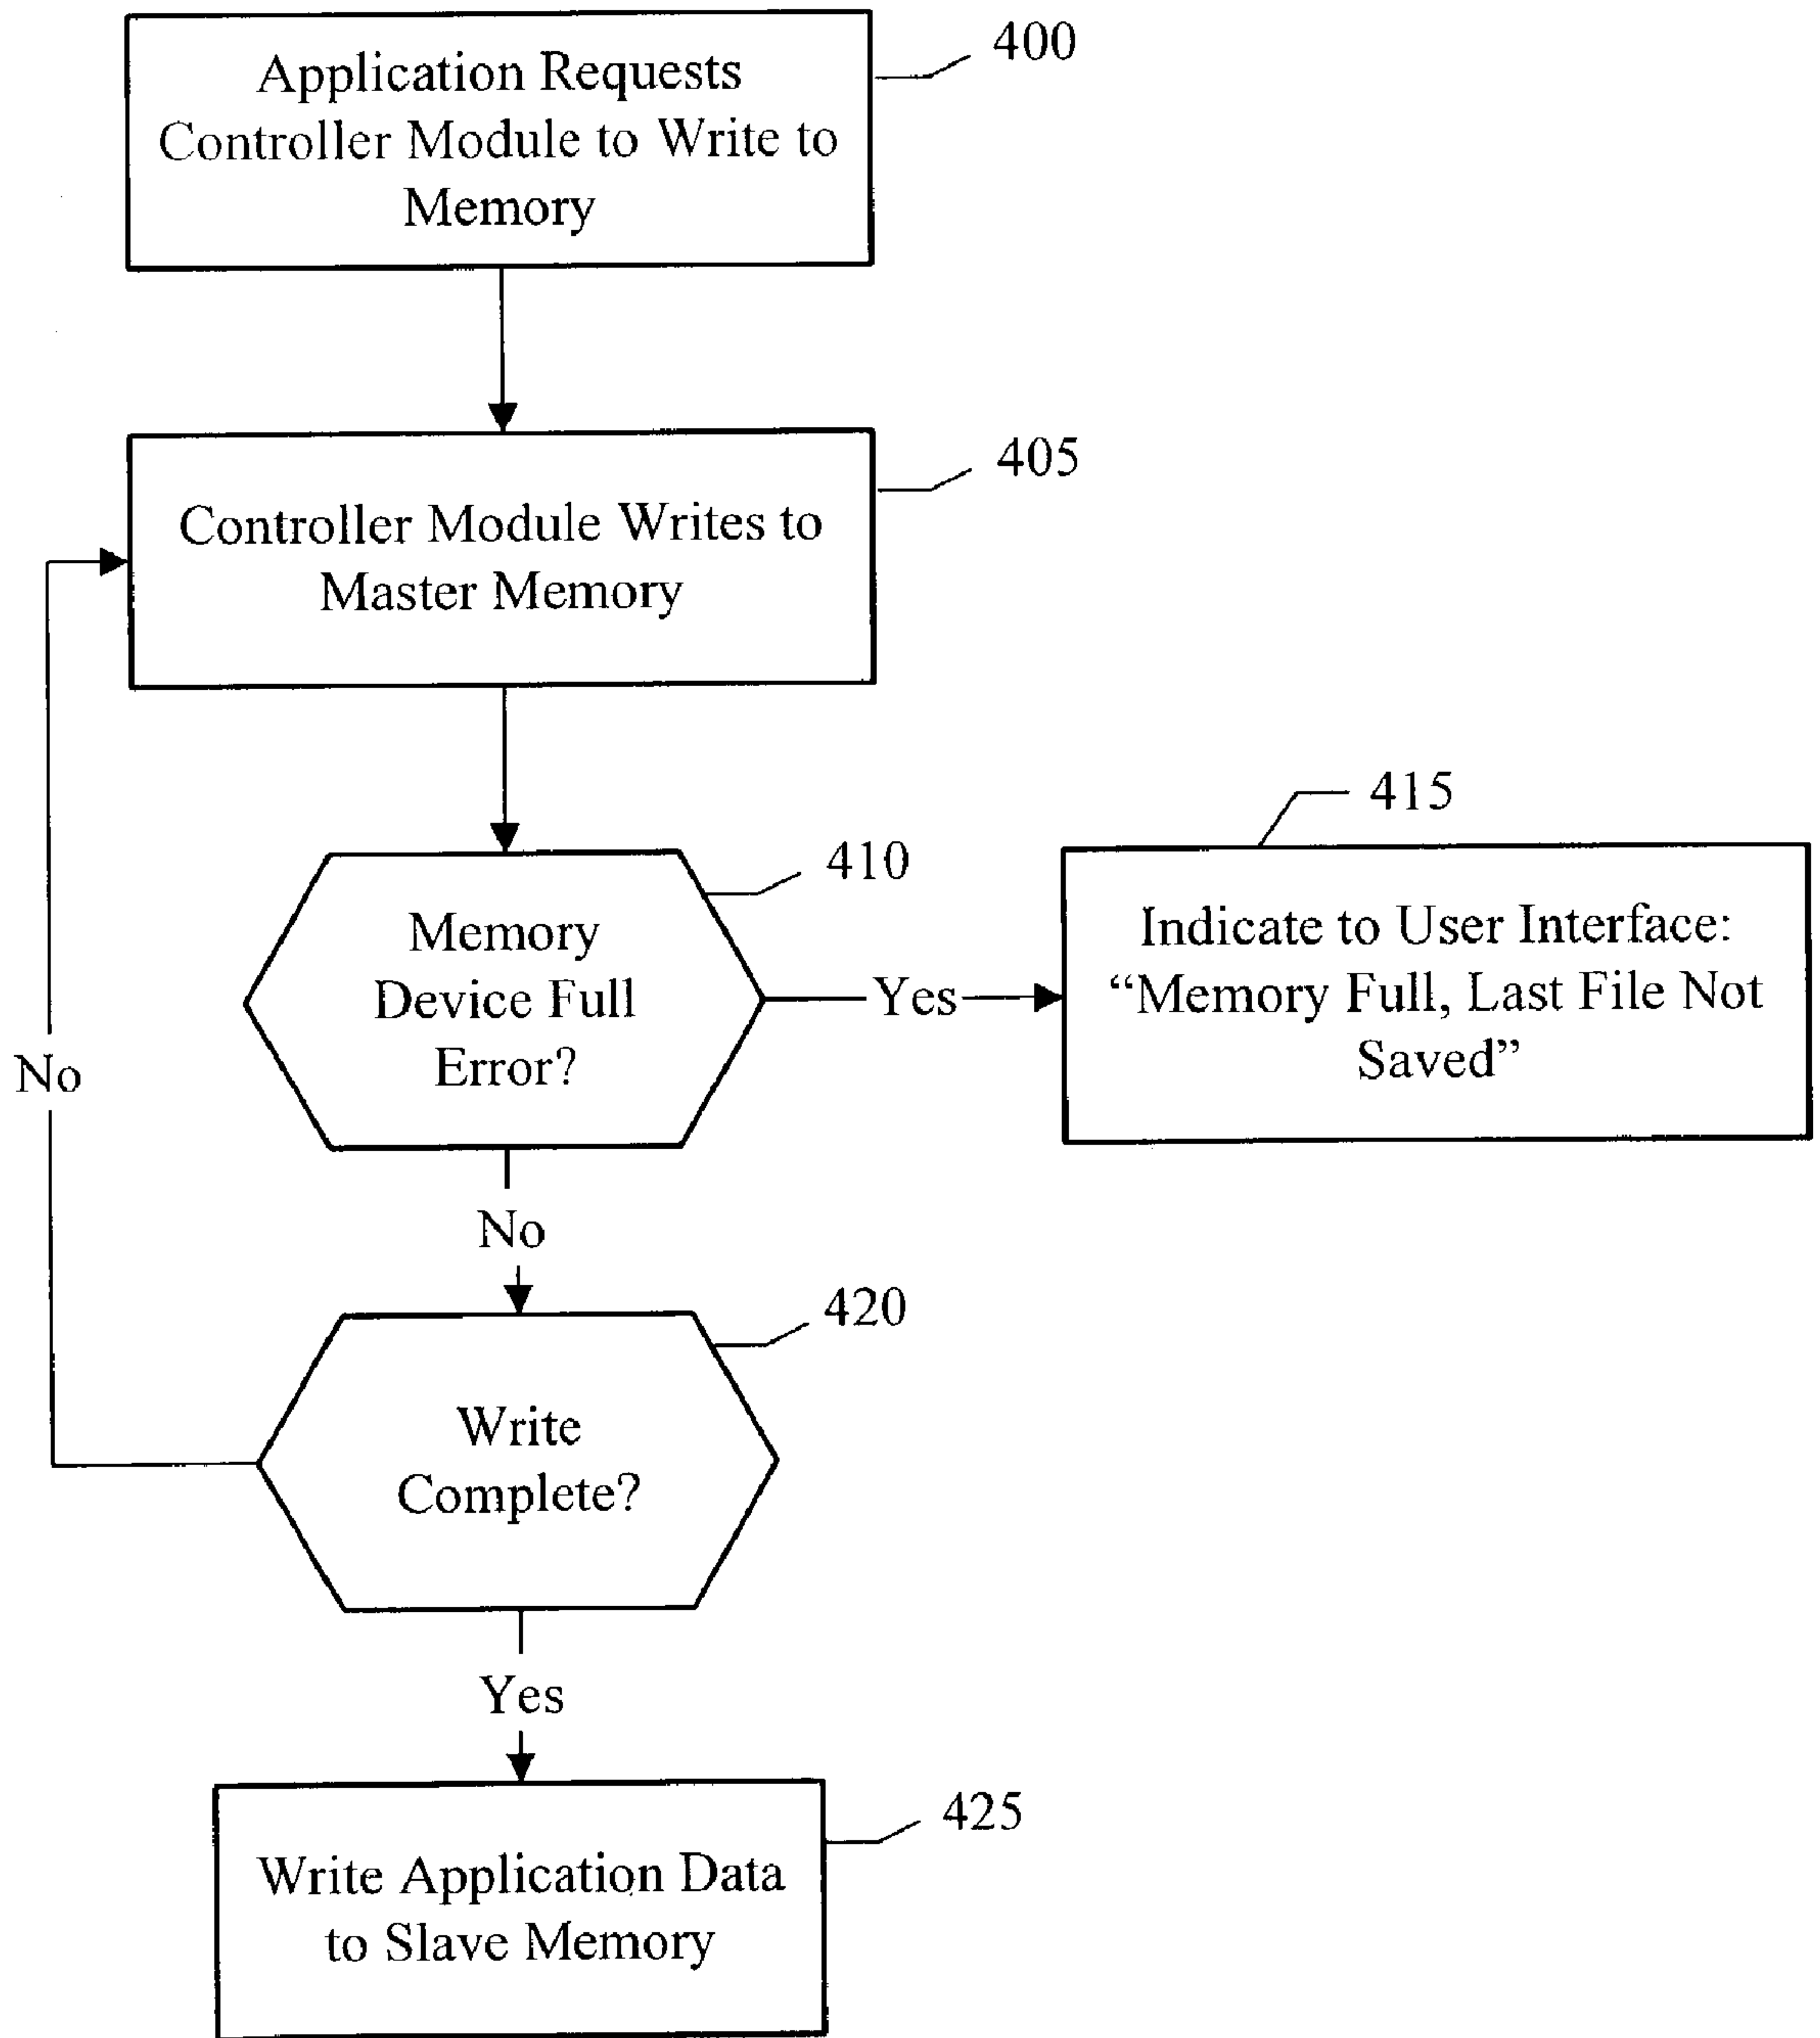 Application Requests
Controller Module to Write to
Memory
400
Controller Module Writes to
Master Memory
405
Memory
Device Full
Error?
410
Yes
415
Indicate to User Interface:
“Memory Full, Last File Not
Saved”
No
No
Write
Complete?
420
Yes
Write Application Data
to Slave Memory
425